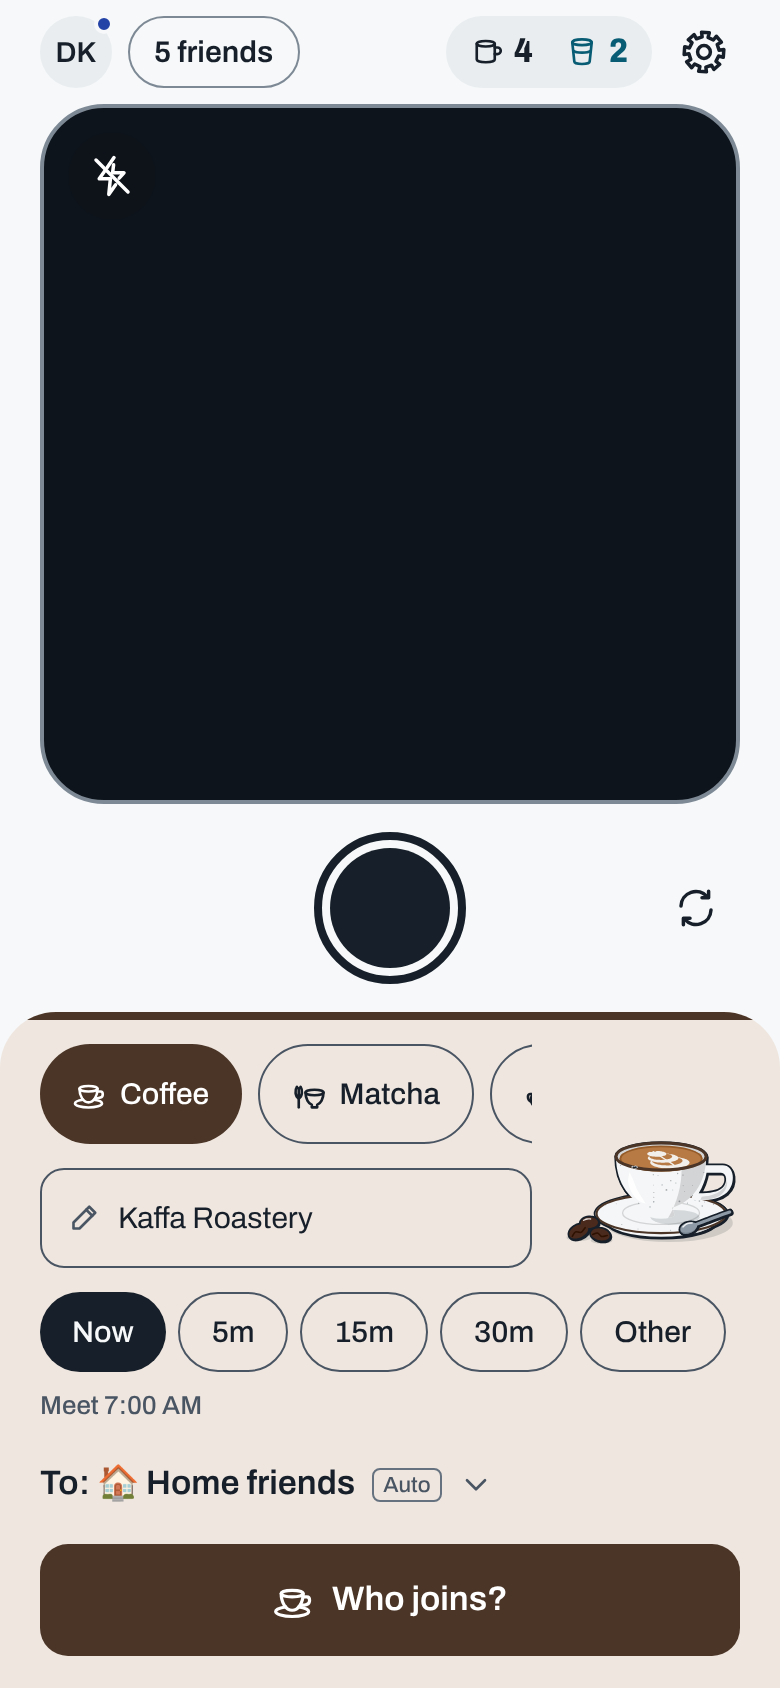 DK
5 friends
4
2
Coffee
Matcha
Kaffa Roastery
Now
5m
15m
30m
Other
Meet 7:00 AM
To: 🏠 Home friends
Auto
Who joins?